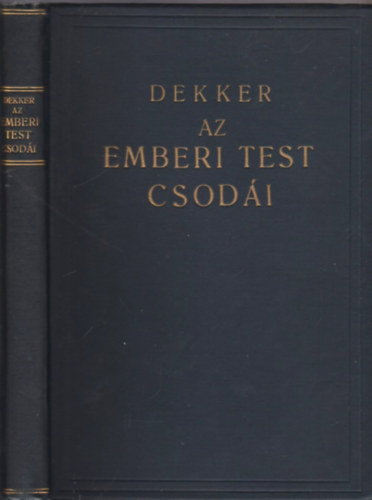 DEKKER
AZ
EMBERI
TEST
CSODÁI
DEKKER
AZ
EMBERI TEST
CSODÁI